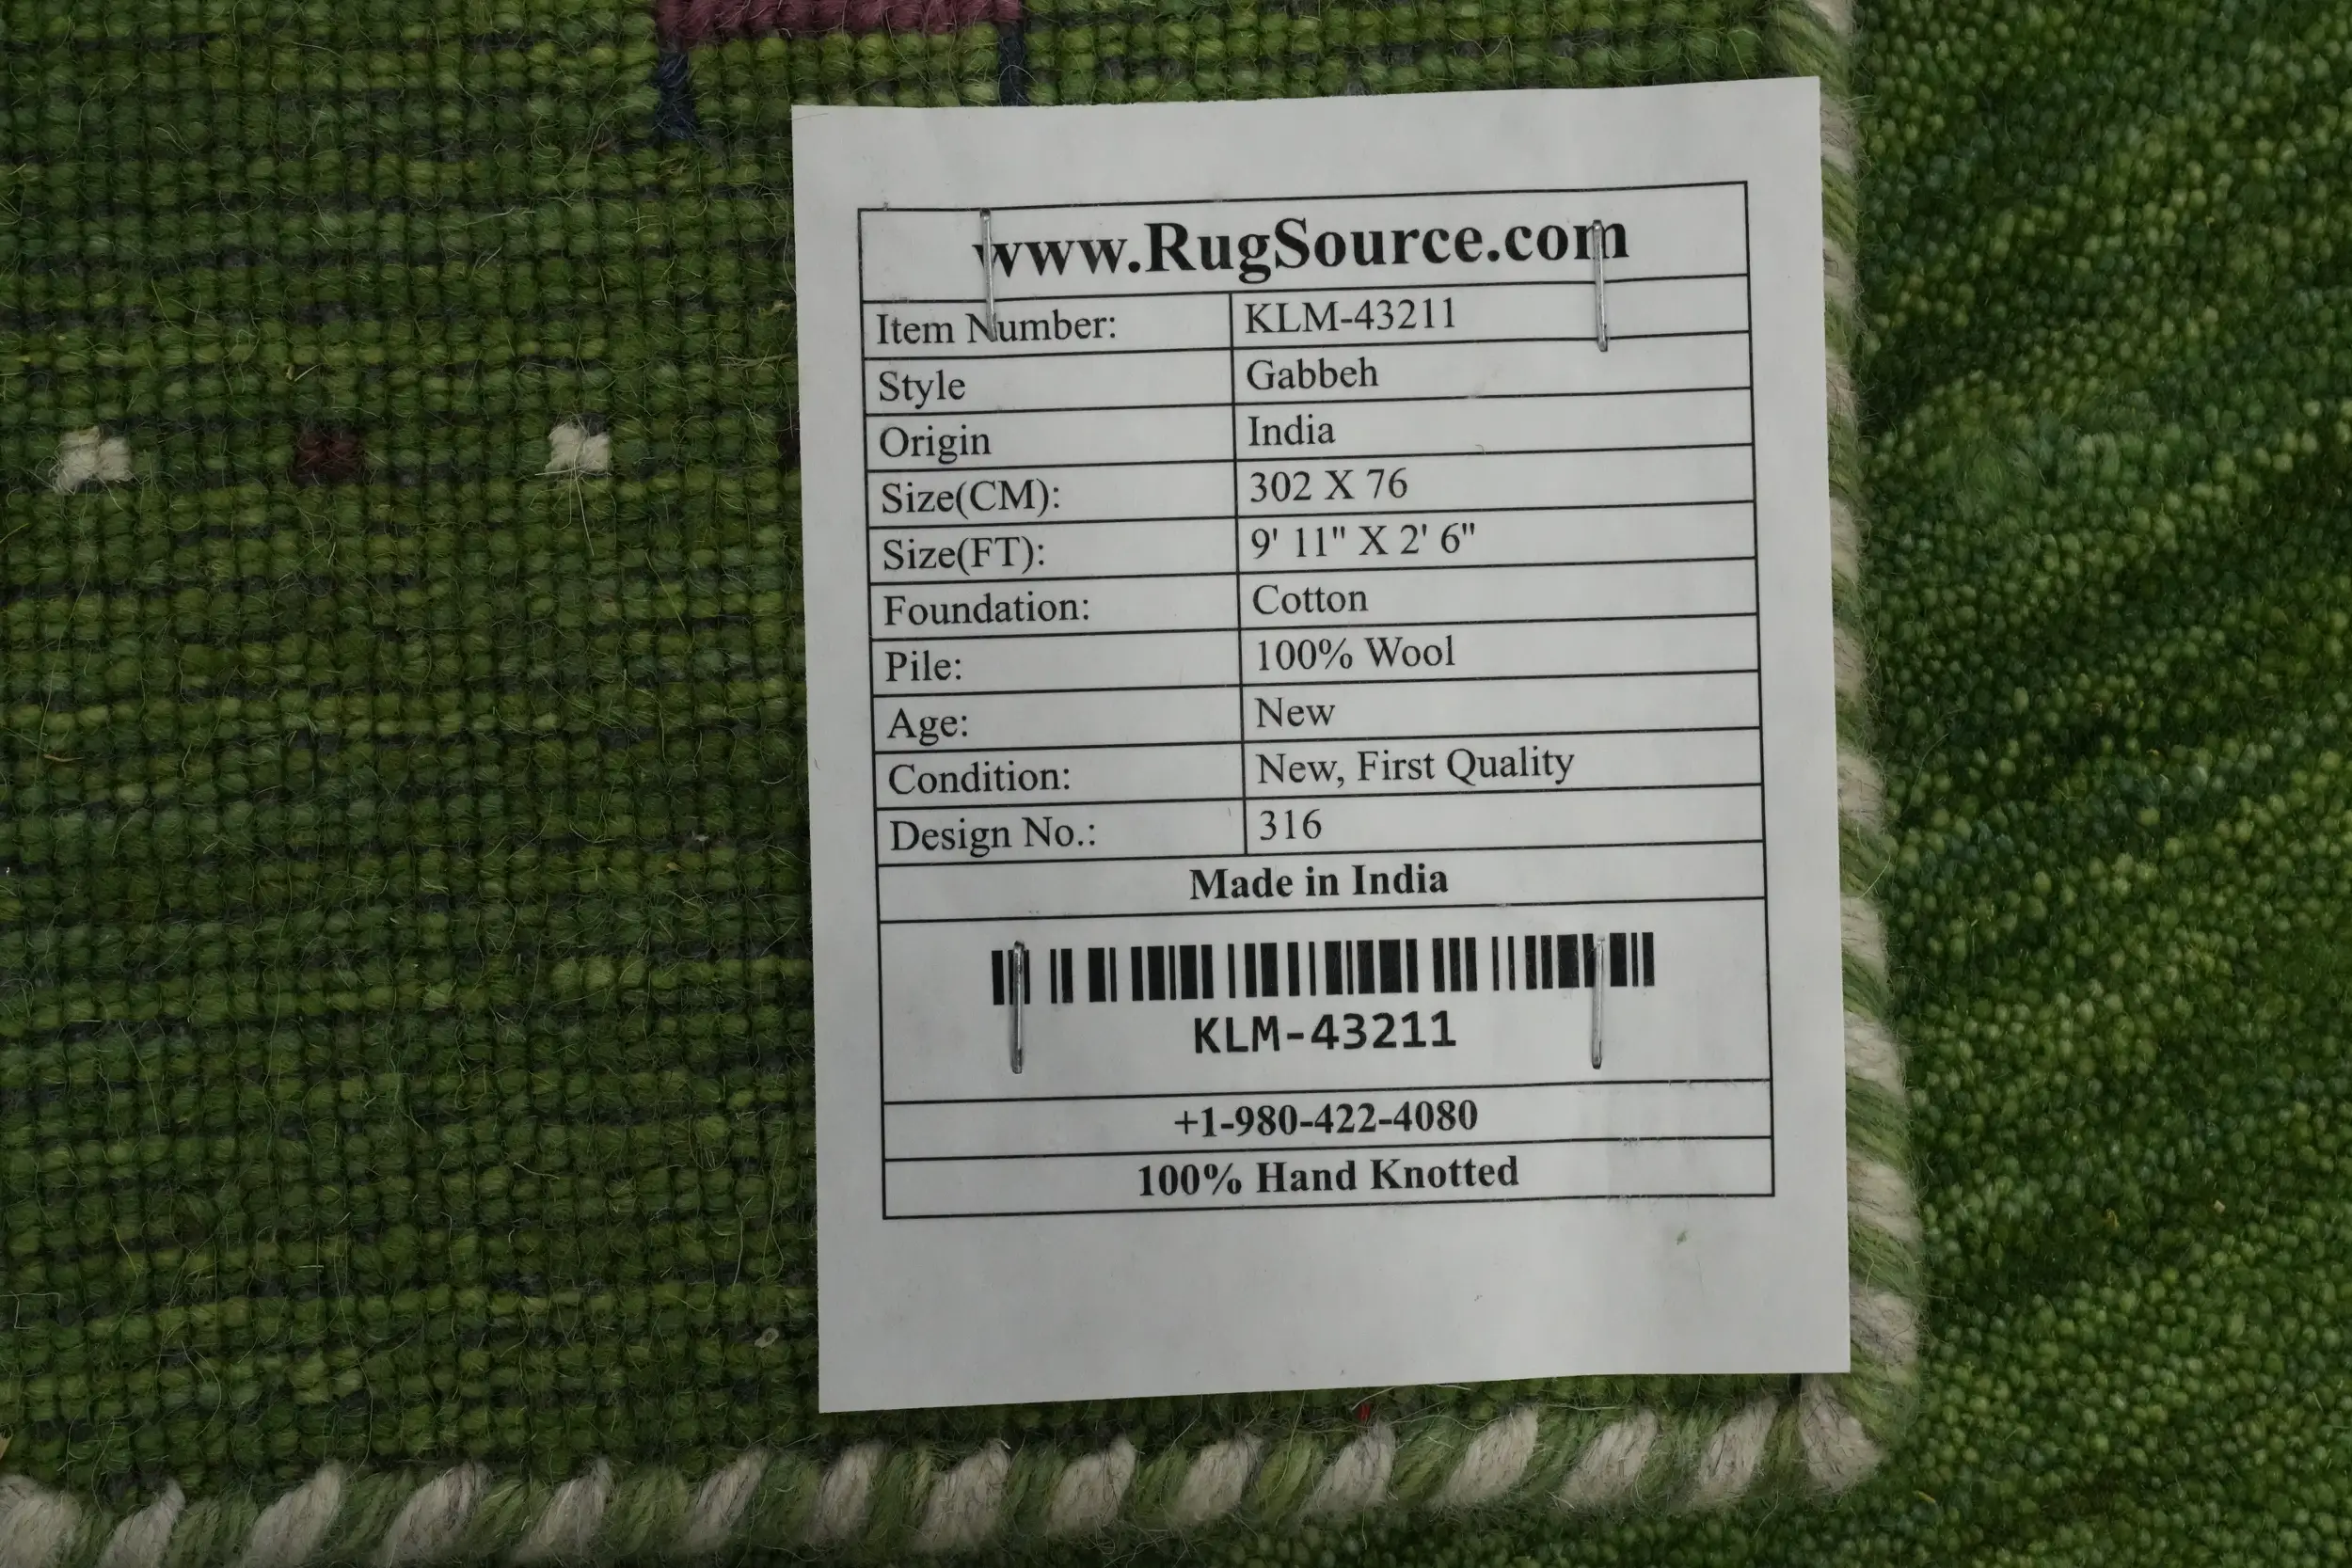 www.RugSource.com
Item Number: KLM-43211
Style Gabbeh
Origin India
Size(CM): 302 X 76
Size(FT): 9' 11" X 2' 6"
Foundation: Cotton
Pile: 100% Wool
Age: New
Condition: New, First Quality
Design No.: 316
Made in India
KLM-43211
+1-980-422-4080
100% Hand Knotted